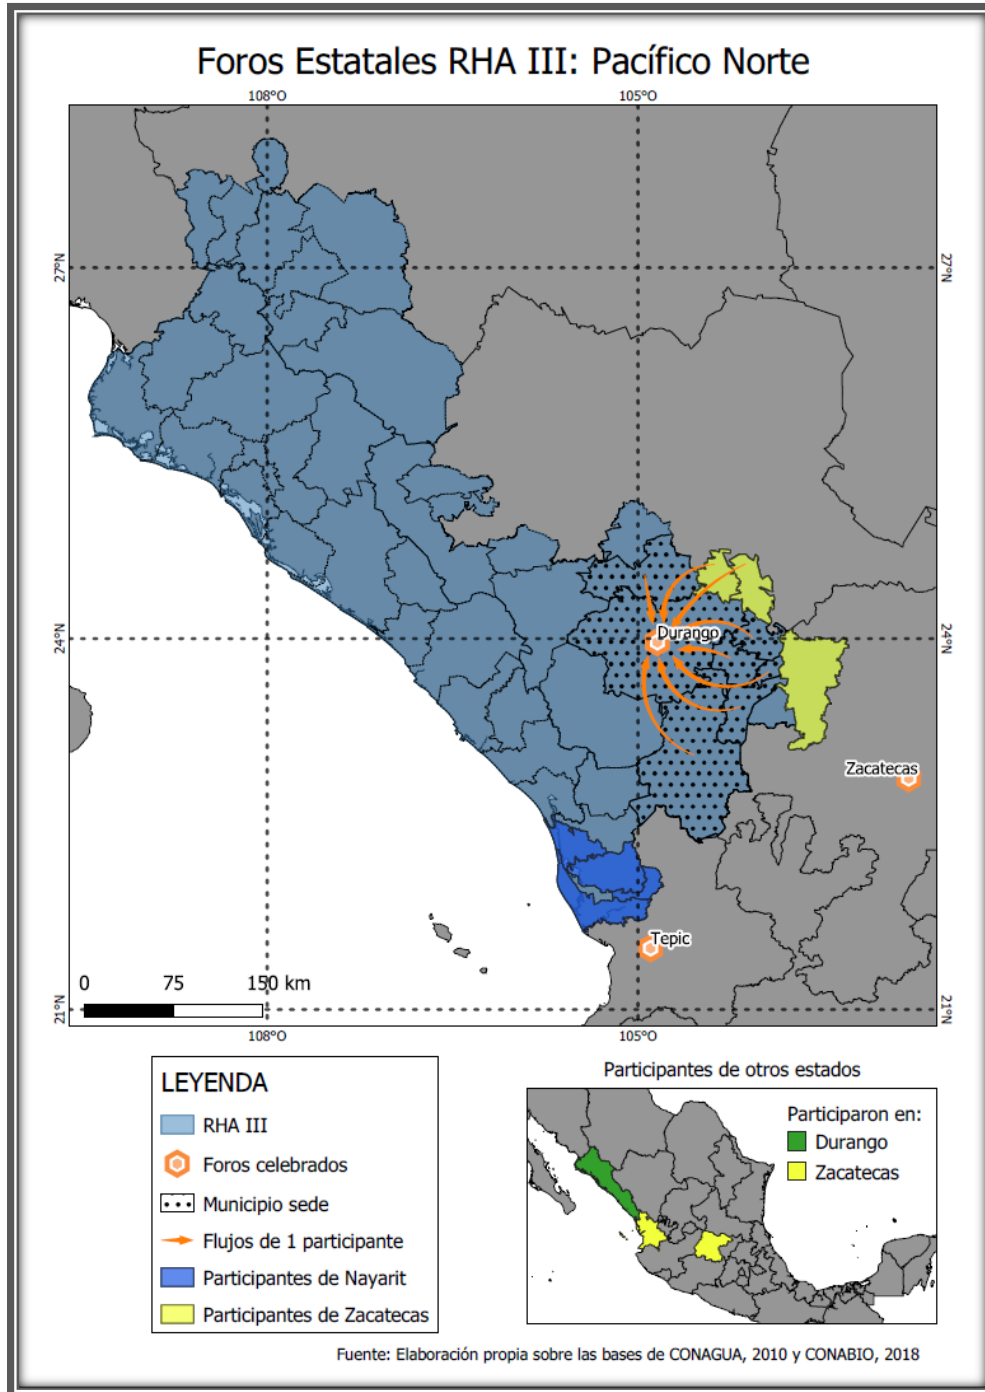 Foros Estatales RHA III: Pacífico Norte
108°O
105°O
27°N
27°N
24°N
24°N
21°N
21°N
Durango
Zacatecas
Tepic
0 75 150 km
108°O
105°O
LEYENDA
RHA III
Foros celebrados
Municipio sede
Flujos de 1 participante
Participantes de Nayarit
Participantes de Zacatecas
Participantes de otros estados
Participaron en:
Durango
Zacatecas
Fuente: Elaboración propia sobre las bases de CONAGUA, 2010 y CONABIO, 2018